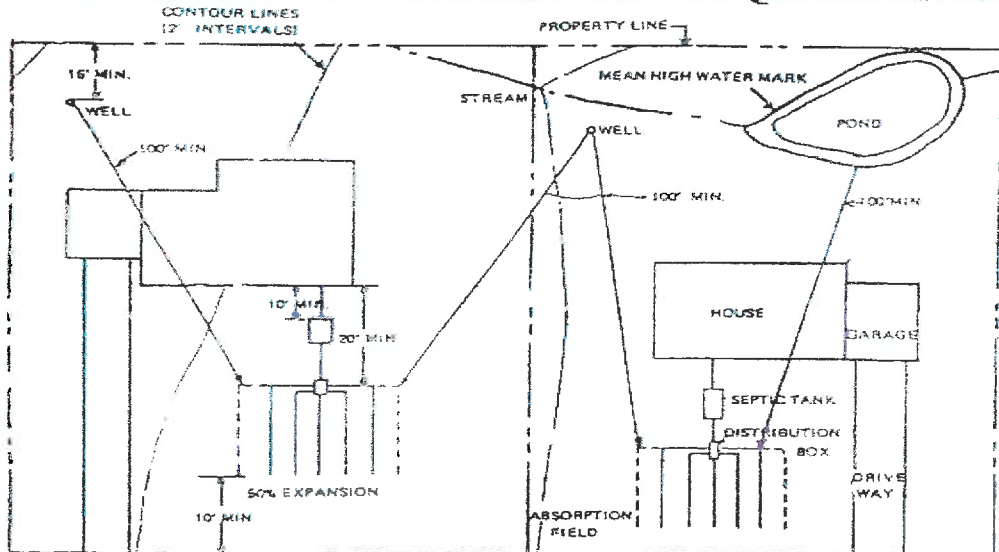 CONTOUR LINES
(2' INTERVALS)
PROPERTY LINE
15' MIN.
WELL
100' MIN
STREAM
MEAN HIGH WATER MARK
POND
WELL
100' MIN.
100' MIN
10' MIN.
20' MIN
HOUSE
GARAGE
SEPTIC TANK
DISTRIBUTION
BOX
50% EXPANSION
10' MIN
ABSORPTION
FIELD
DRIVE
WAY